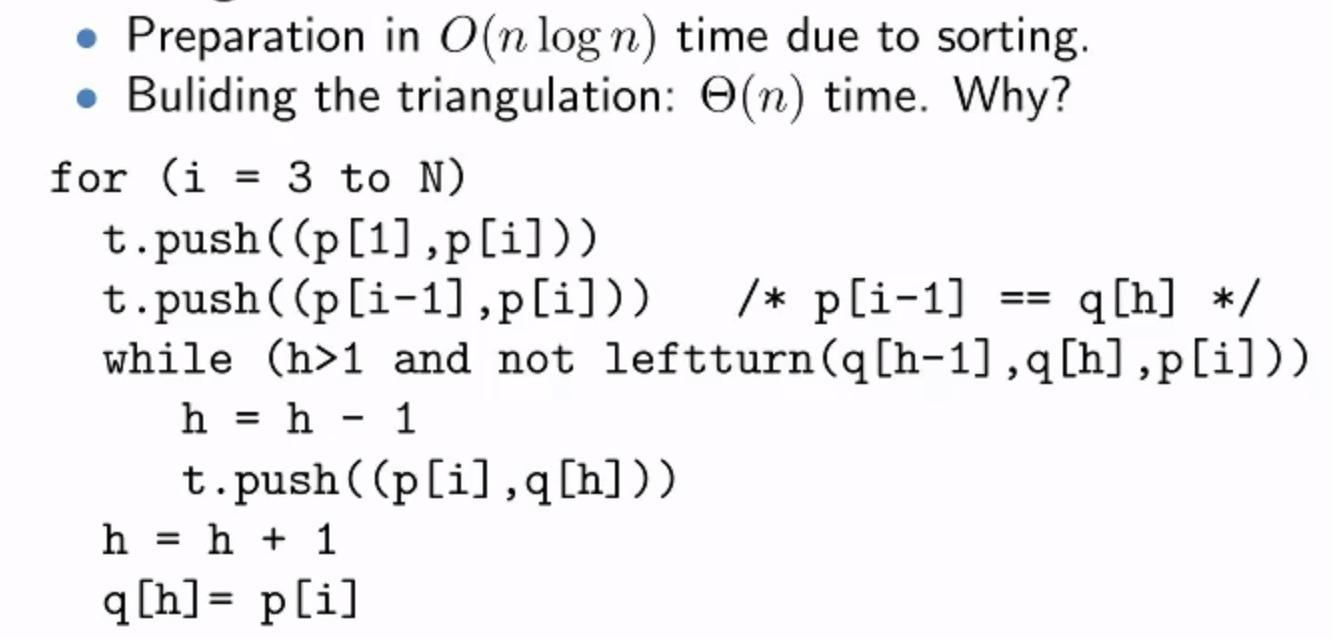 • Preparation in O(n log n) time due to sorting.
• Buliding the triangulation: Θ(n) time. Why?
for (i = 3 to N)
t.push((p[1],p[i]))
t.push((p[i-1],p[i])) /* p[i-1] == q[h] */
while (h>1 and not leftturn(q[h-1],q[h],p[i]))
h = h - 1
t.push((p[i],q[h]))
h = h + 1
q[h]= p[i]